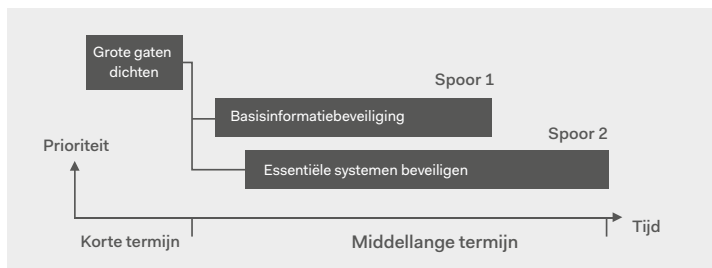 Grote gaten
dichten
Spoor 1
Basisinformatiebeveiliging
Spoor 2
Prioriteit
Essentiële systemen beveiligen
Tijd
Korte termijn
Middellange termijn